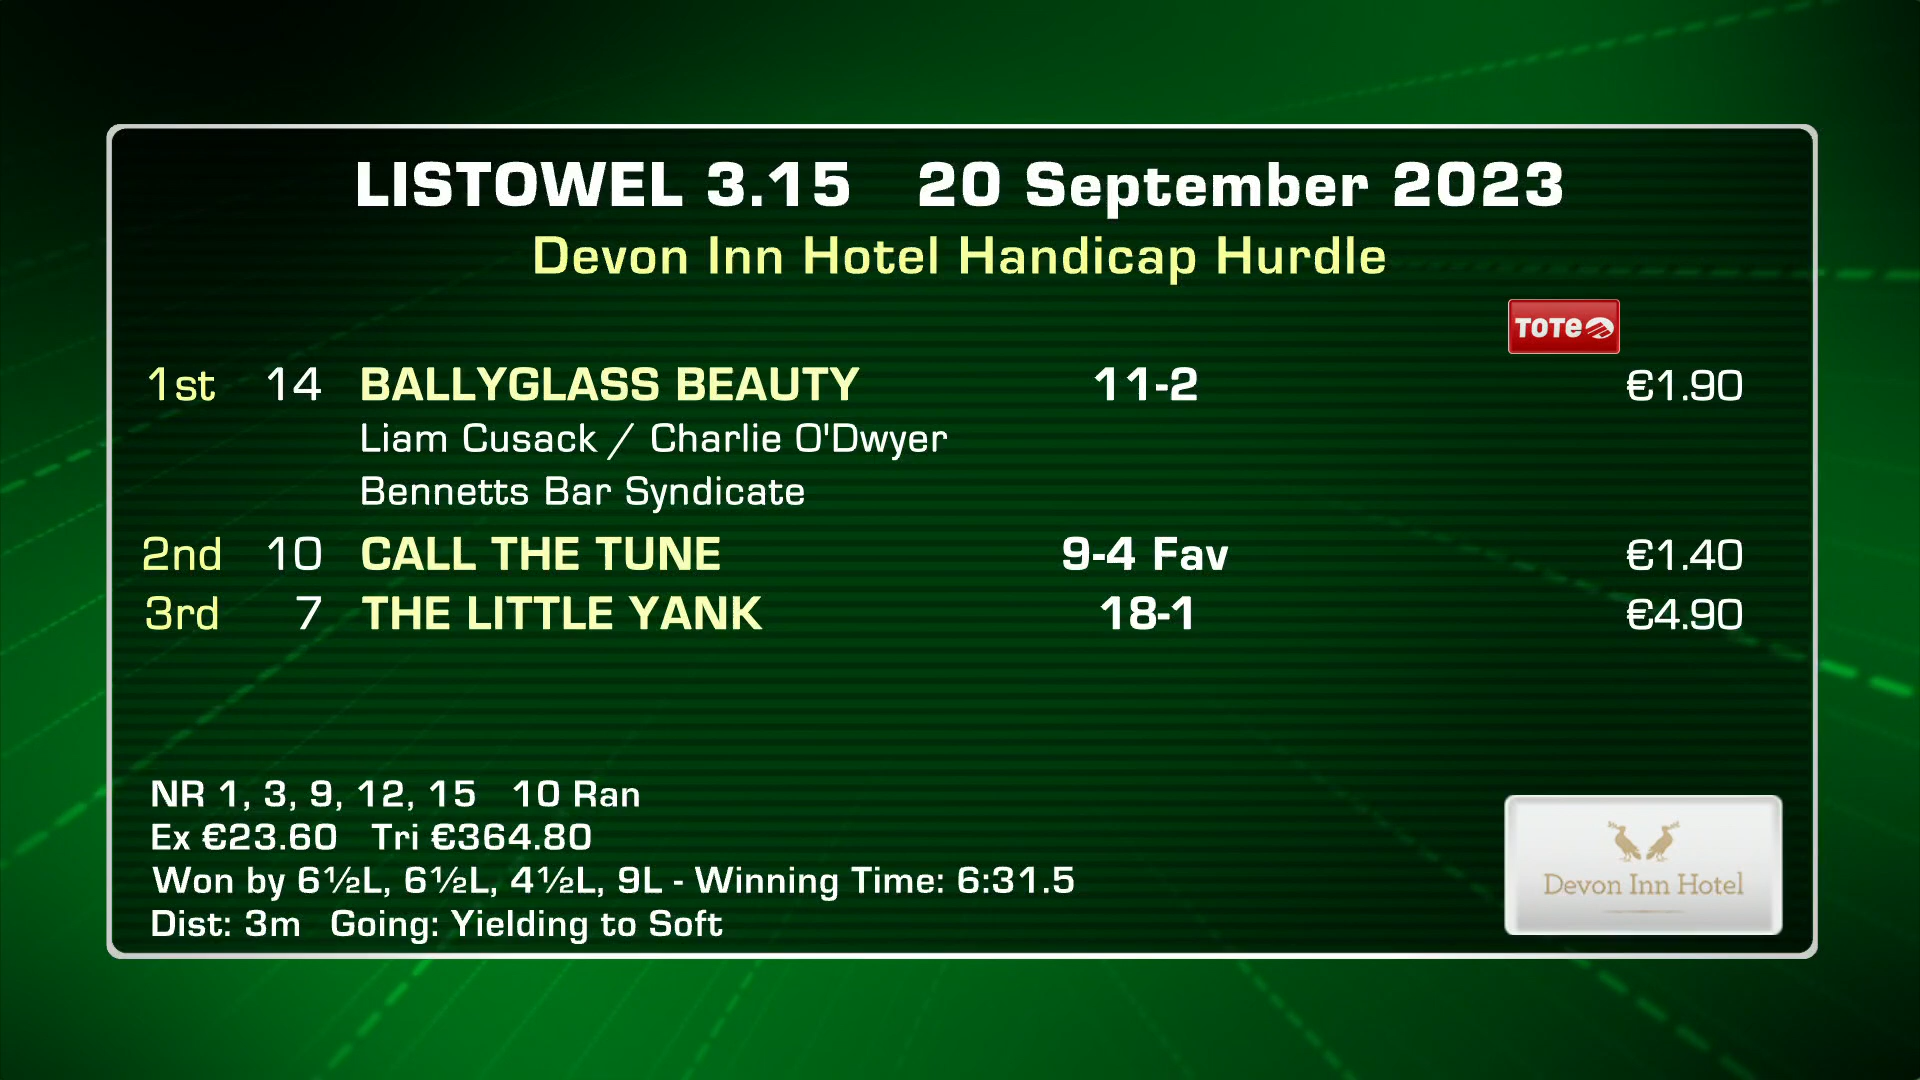 LISTOWEL 3.15 20 September 2023
Devon Inn Hotel Handicap Hurdle
TOTE
1st 14 BALLYGLASS BEAUTY 11-2 €1.90
Liam Cusack / Charlie O'Dwyer
Bennetts Bar Syndicate
2nd 10 CALL THE TUNE 9-4 Fav €1.40
3rd 7 THE LITTLE YANK 18-1 €4.90
NR 1, 3, 9, 12, 15 10 Ran
Ex €23.60 Tri €364.80
Won by 6½L, 6½L, 4½L, 9L - Winning Time: 6:31.5
Dist: 3m Going: Yielding to Soft
Devon Inn Hotel